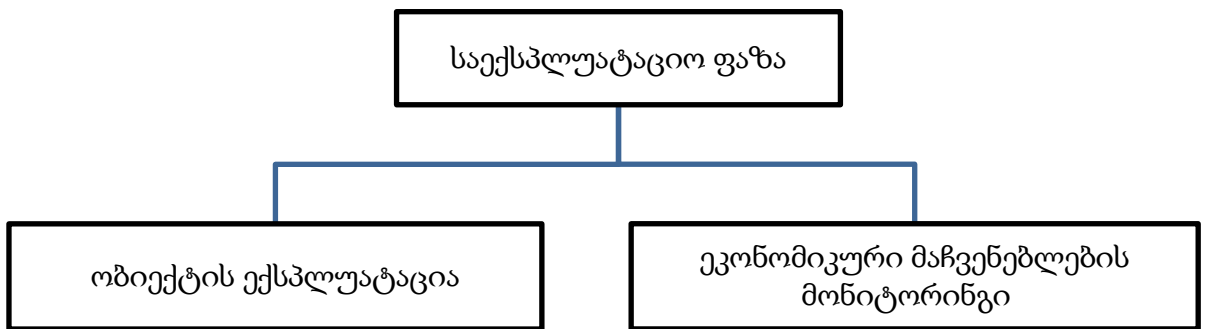 საექსპლუატაციო ფაზა
ობიექტის ექსპლუატაცია
ეკონომიკური მაჩვენებლების
მონიტორინგი